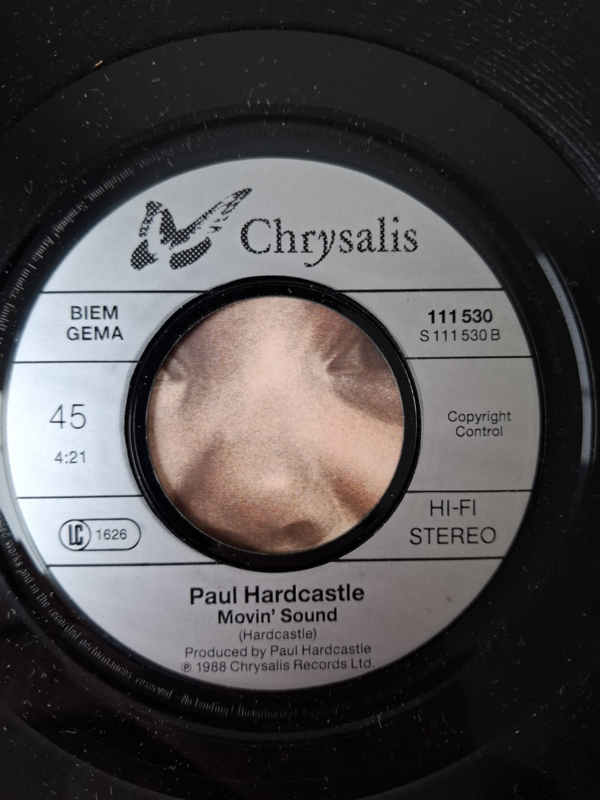 Chrysalis
BIEM
GEMA
111 530
S 111 530 B
45
4:21
Copyright
Control
LC 1626
HI-FI
STEREO
Paul Hardcastle
Movin' Sound
(Hardcastle)
Produced by Paul Hardcastle
℗ 1988 Chrysalis Records Ltd.